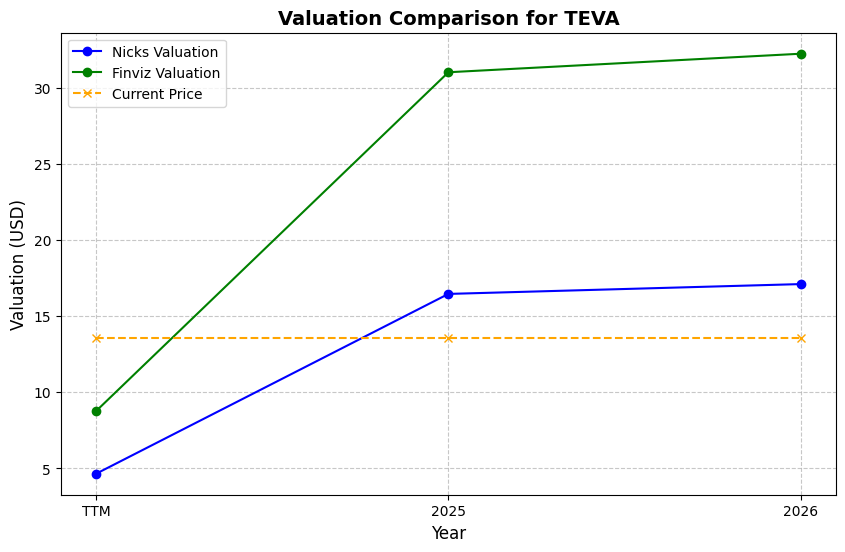 Valuation Comparison for TEVA
Nicks Valuation
Finviz Valuation
Current Price
Valuation (USD)
30
25
20
15
10
5
TTM
2025
2026
Year